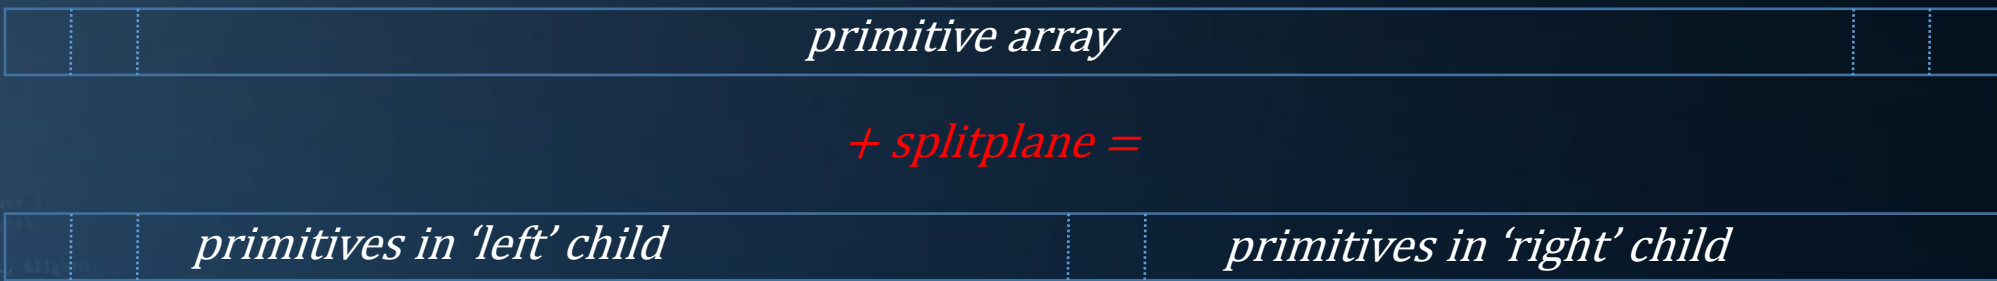 primitive array
+ splitplane =
primitives in ‘left’ child
primitives in ‘right’ child